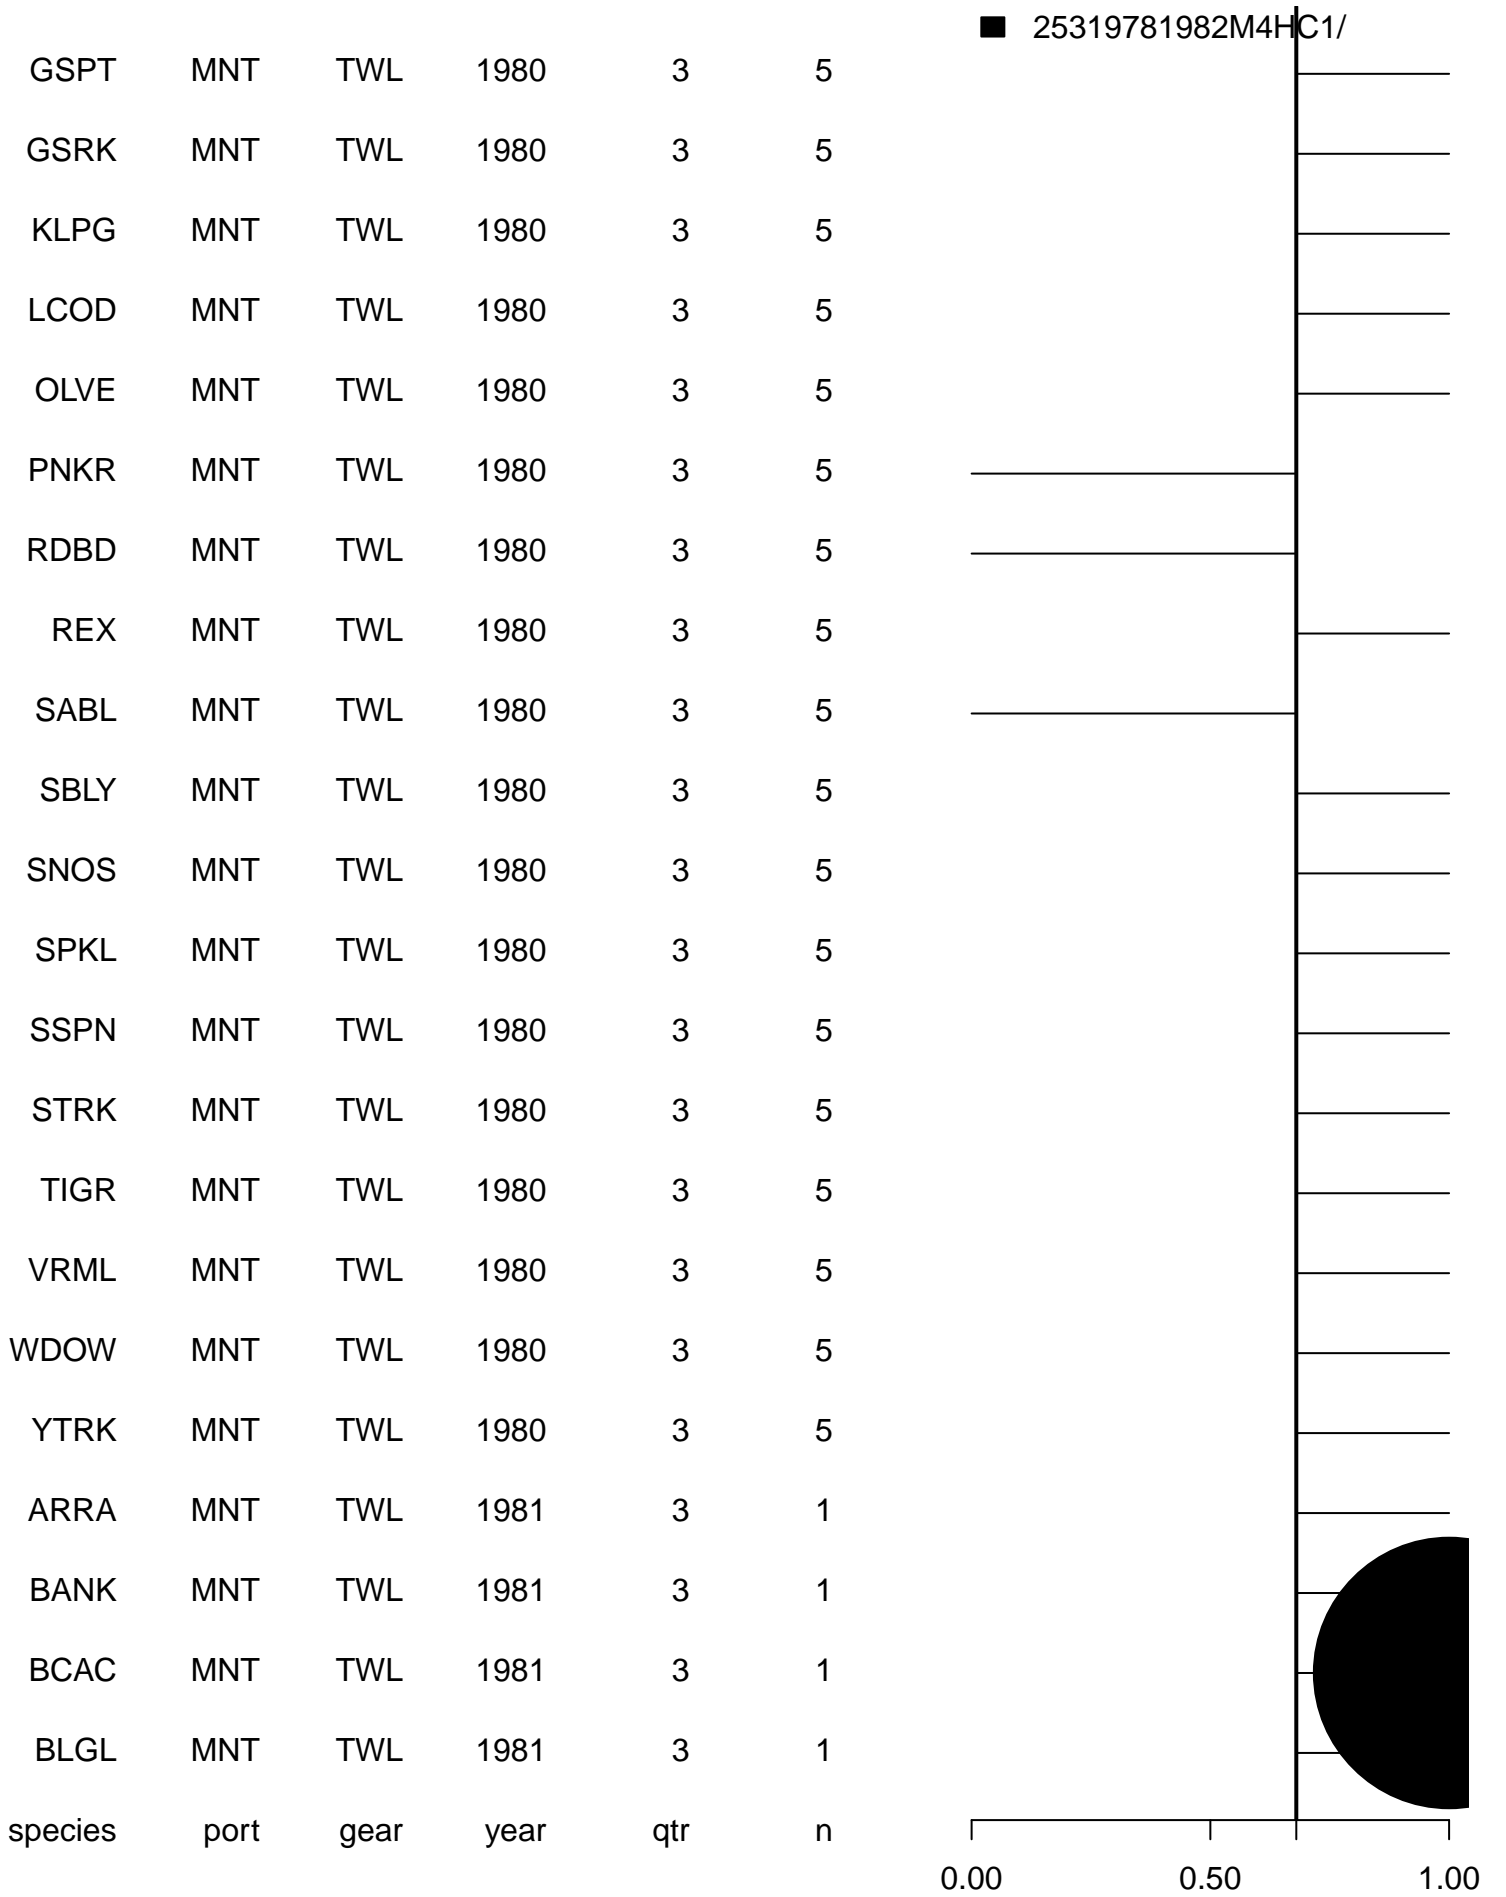 25319781982M4HC1/
GSPT MNT TWL 1980 3 5
GSRK MNT TWL 1980 3 5
KLPG MNT TWL 1980 3 5
LCOD MNT TWL 1980 3 5
OLVE MNT TWL 1980 3 5
PNKR MNT TWL 1980 3 5
RDBD MNT TWL 1980 3 5
REX MNT TWL 1980 3 5
SABL MNT TWL 1980 3 5
SBLY MNT TWL 1980 3 5
SNOS MNT TWL 1980 3 5
SPKL MNT TWL 1980 3 5
SSPN MNT TWL 1980 3 5
STRK MNT TWL 1980 3 5
TIGR MNT TWL 1980 3 5
VRML MNT TWL 1980 3 5
WDOW MNT TWL 1980 3 5
YTRK MNT TWL 1980 3 5
ARRA MNT TWL 1981 3 1
BANK MNT TWL 1981 3 1
BCAC MNT TWL 1981 3 1
BLGL MNT TWL 1981 3 1
species port gear year qtr n
0.00 0.50 1.00